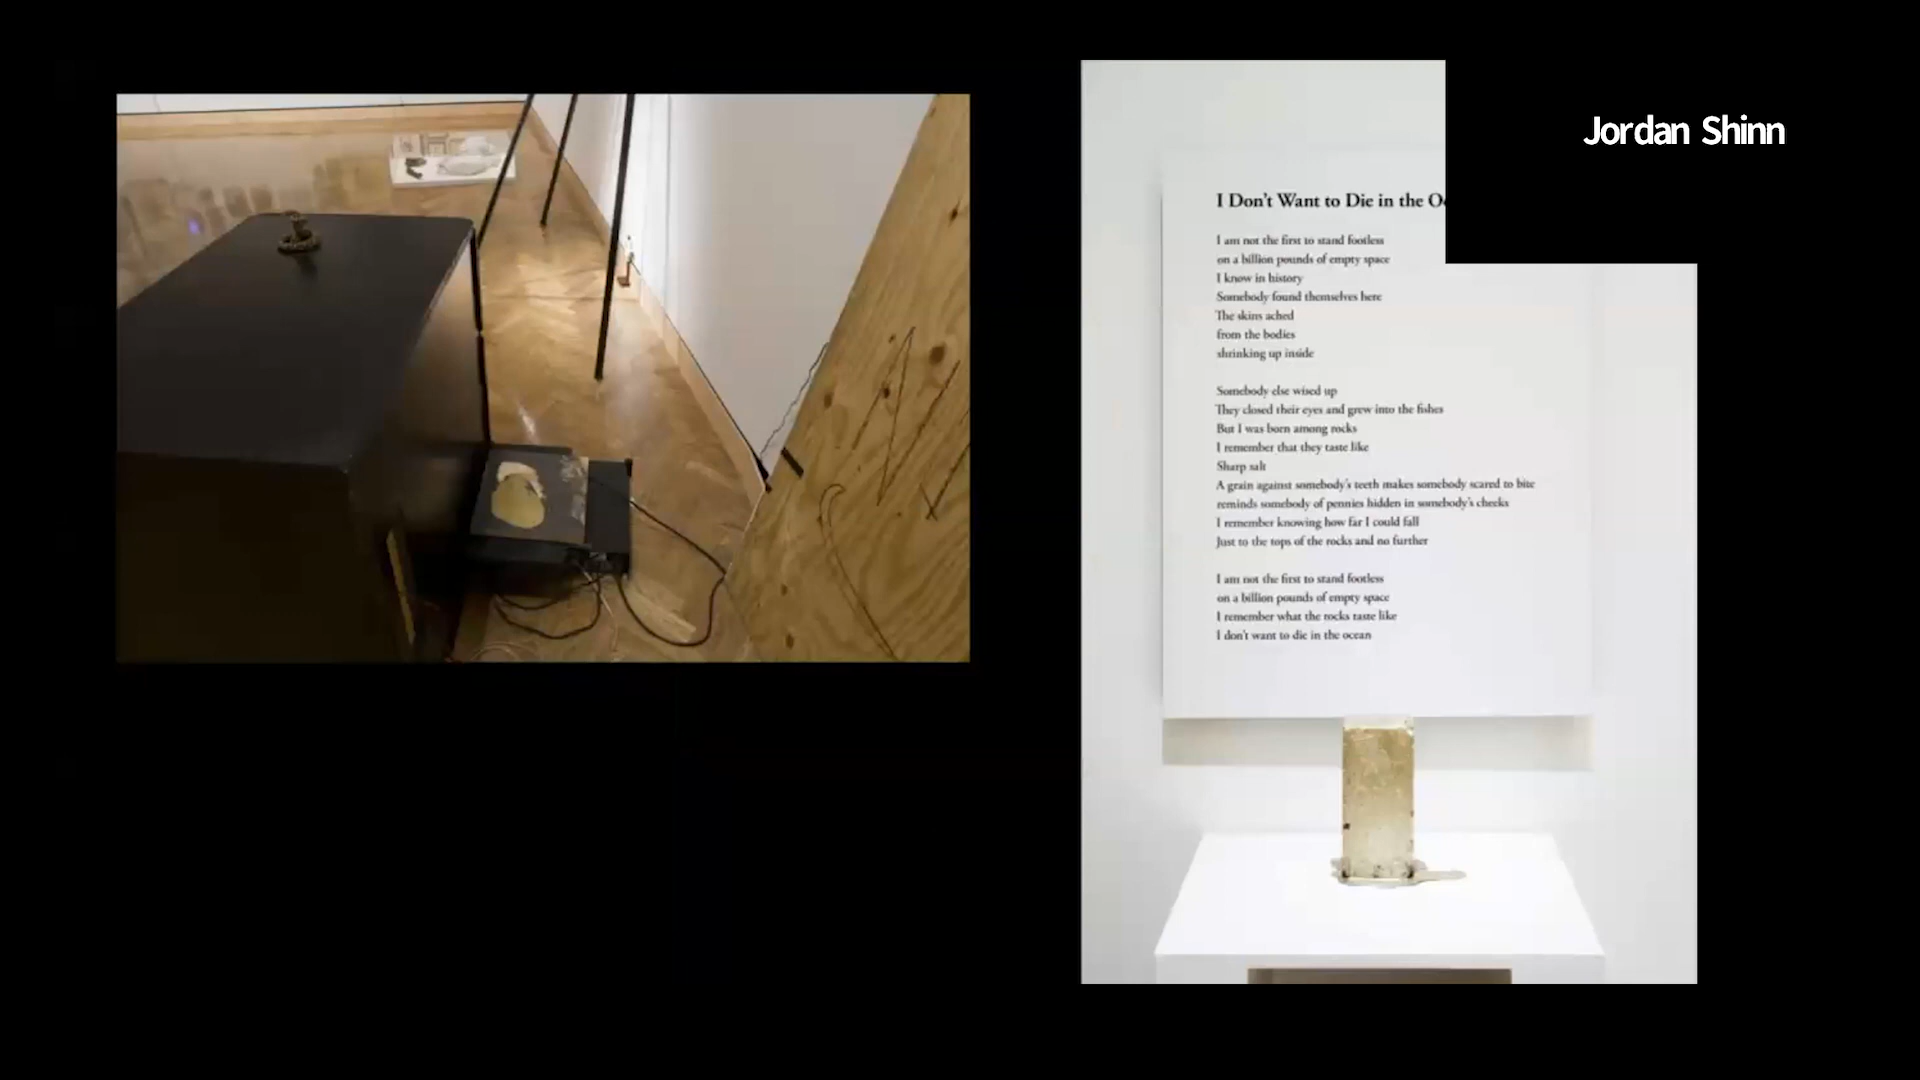 Jordan Shinn
I Don't Want to Die in the
I am not the first to stand footless
on a billion pounds of empty space
I know in history
Somebody found themselves here
The skins ached
from the bodies
shrinking up inside
Somebody else wised up
They closed their eyes and grew into the fishes
But I was born among rocks
I remember that they taste like
Sharp salt
A grain against somebody's teeth makes somebody scared to bite
reminds somebody of pennies hidden in somebody's cheeks
I remember knowing how far I could fall
Just to the tops of the rocks and no further
I am not the first to stand footless
on a billion pounds of empty space
I remember what the rocks taste like
I don't want to die in the ocean